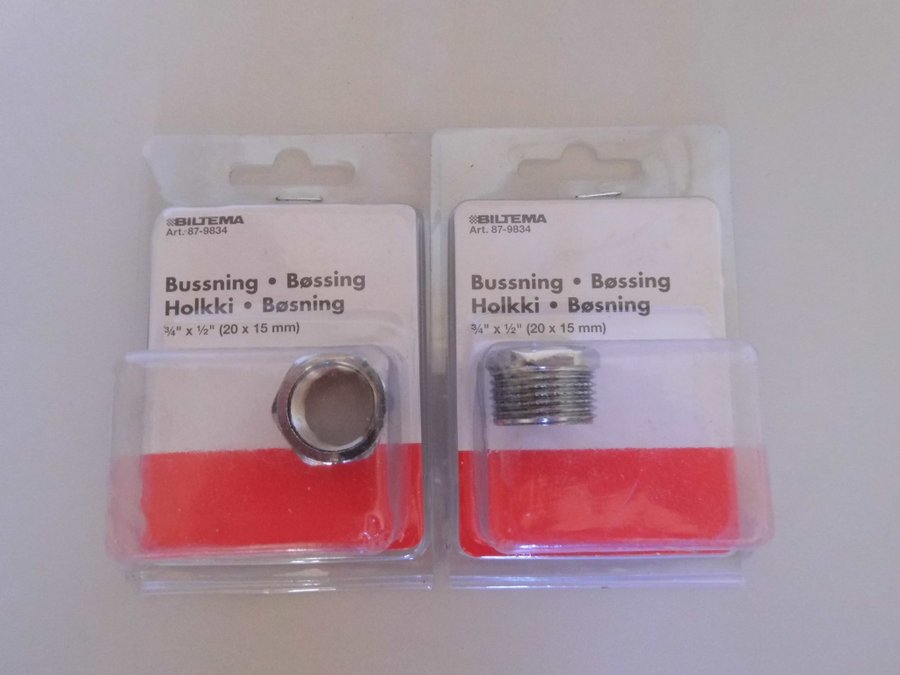 BILTEMA
Art. 87-9834
Bussning • Bøssing
Holkki • Bøsning
¾" x ½" (20 x 15 mm)
BILTEMA
Art. 87-9834
Bussning • Bøssing
Holkki • Bøsning
¾" x ½" (20 x 15 mm)